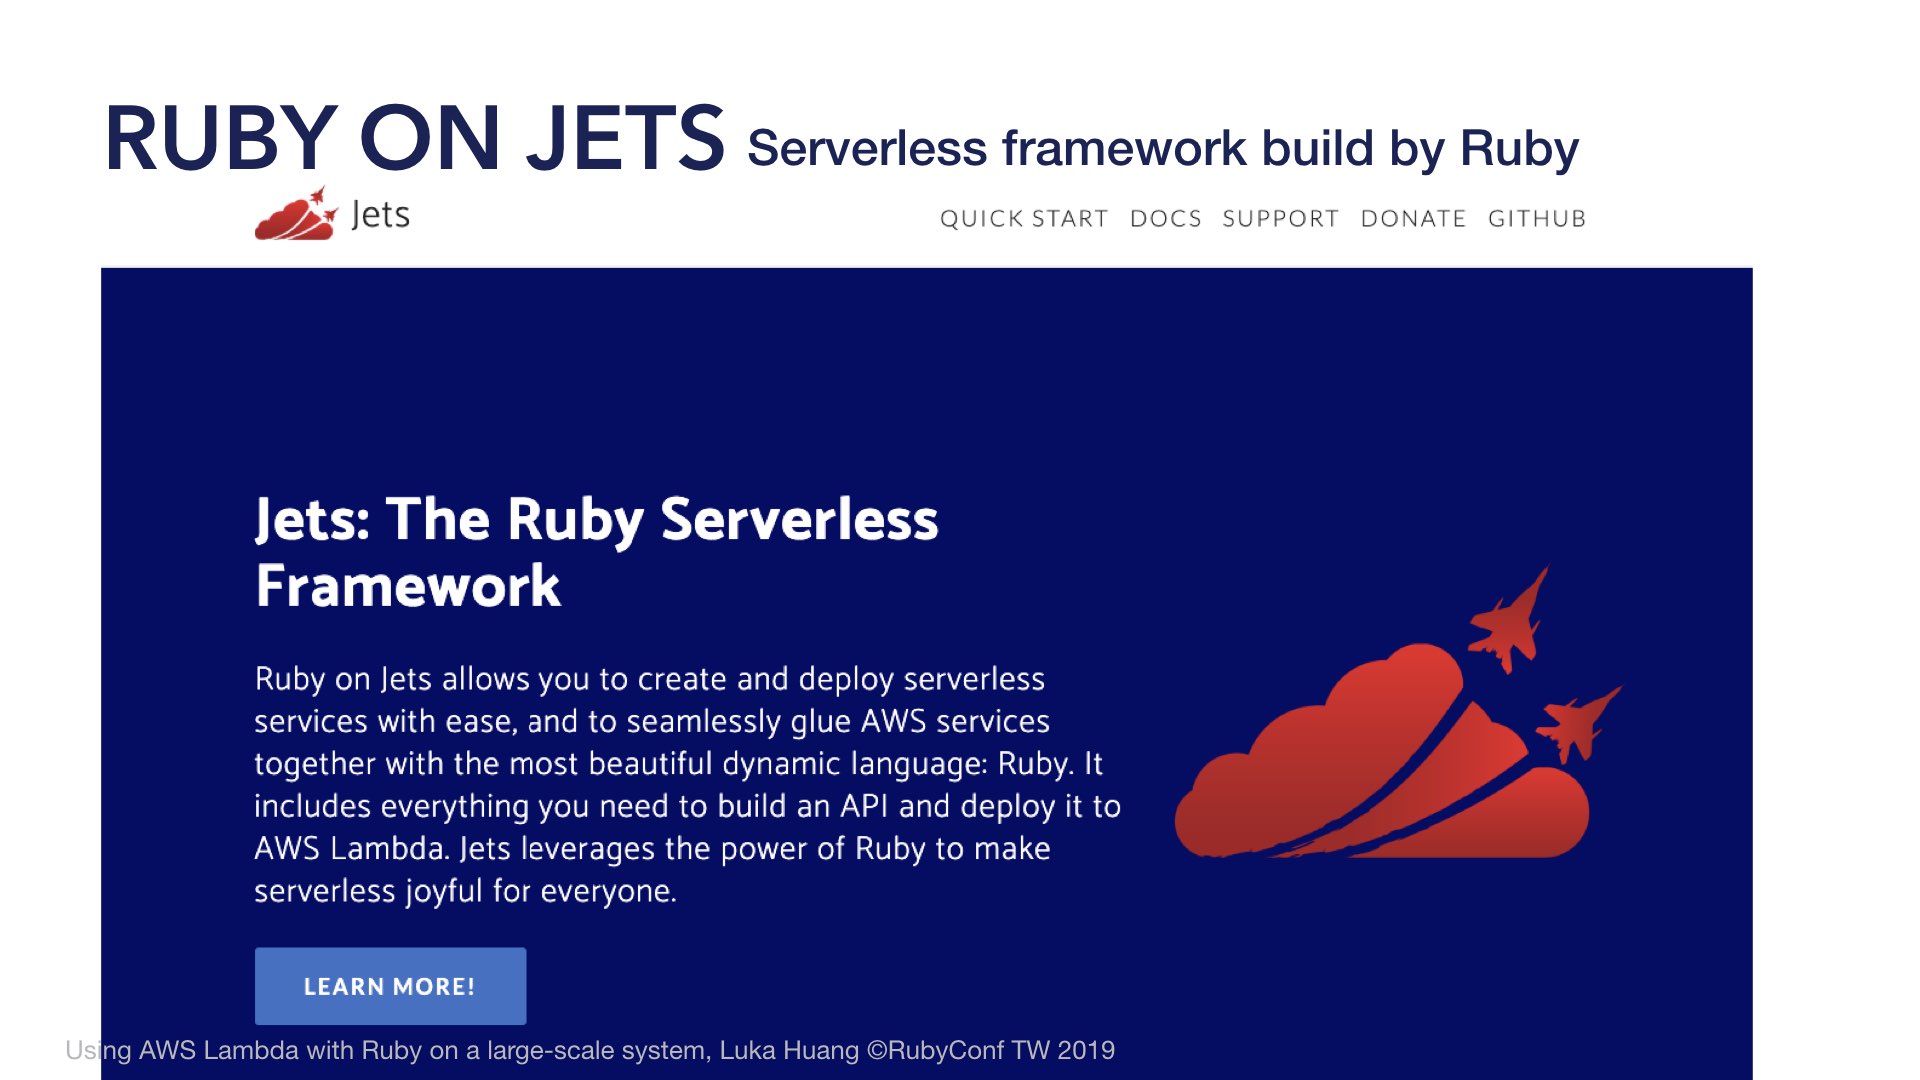 RUBY ON JETS Serverless framework build by Ruby
Jets
QUICK START DOCS SUPPORT DONATE GITHUB
Jets: The Ruby Serverless
Framework
Ruby on Jets allows you to create and deploy serverless
services with ease, and to seamlessly glue AWS services
together with the most beautiful dynamic language: Ruby. It
includes everything you need to build an API and deploy it to
AWS Lambda. Jets leverages the power of Ruby to make
serverless joyful for everyone.
LEARN MORE!
Using AWS Lambda with Ruby on a large-scale system, Luka Huang ©RubyConf TW 2019